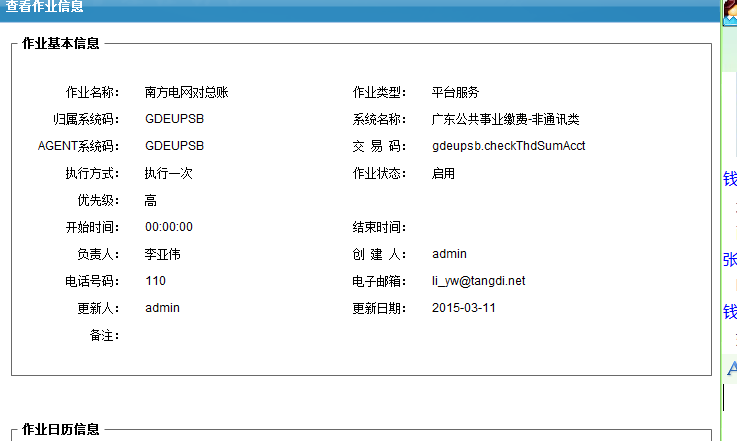 查看作业信息
作业基本信息
作业名称： 南方电网对总账 作业类型： 平台服务
归属系统码： GDEUPSB 系统名称： 广东公共事业缴费-非通讯类
AGENT系统码： GDEUPSB 交 易 码： gdeupsb.checkThdSumAcct
执行方式： 执行一次 作业状态： 启用
优先级： 高
开始时间： 00:00:00 结束时间：
负责人： 李亚伟 创 建 人： admin
电话号码： 110 电子邮箱： li_yw@tangdi.net
更新人： admin 更新日期： 2015-03-11
备注：
作业日历信息
钱
张
钱
A